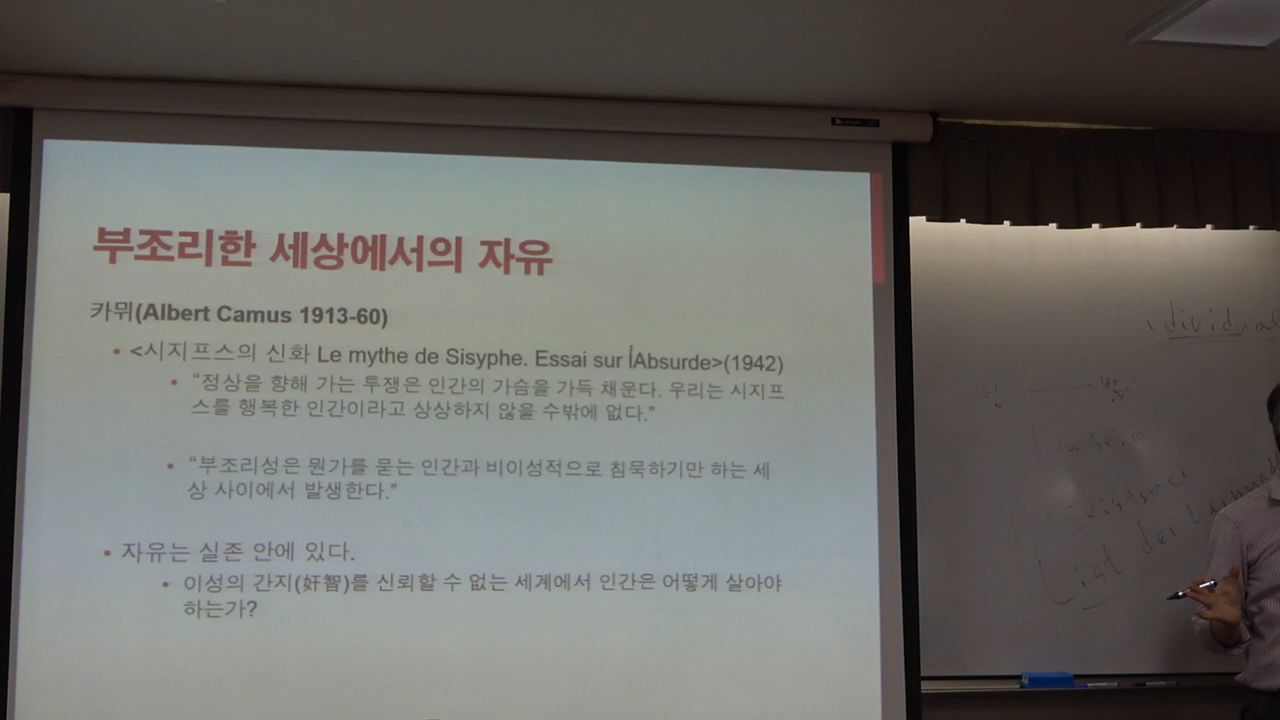 부조리한 세상에서의 자유
카뮈(Albert Camus 1913-60)
• <시지프스의 신화 Le mythe de Sisyphe. Essai sur ĺAbsurde>(1942)
• “정상을 향해 가는 투쟁은 인간의 가슴을 가득 채운다. 우리는 시지프
스를 행복한 인간이라고 상상하지 않을 수밖에 없다.”
• “부조리성은 뭔가를 묻는 인간과 비이성적으로 침묵하기만 하는 세
상 사이에서 발생한다.”
• 자유는 실존 안에 있다.
• 이성의 간지(奸智)를 신뢰할 수 없는 세계에서 인간은 어떻게 살아야
하는가?
dividual
Existence
List der